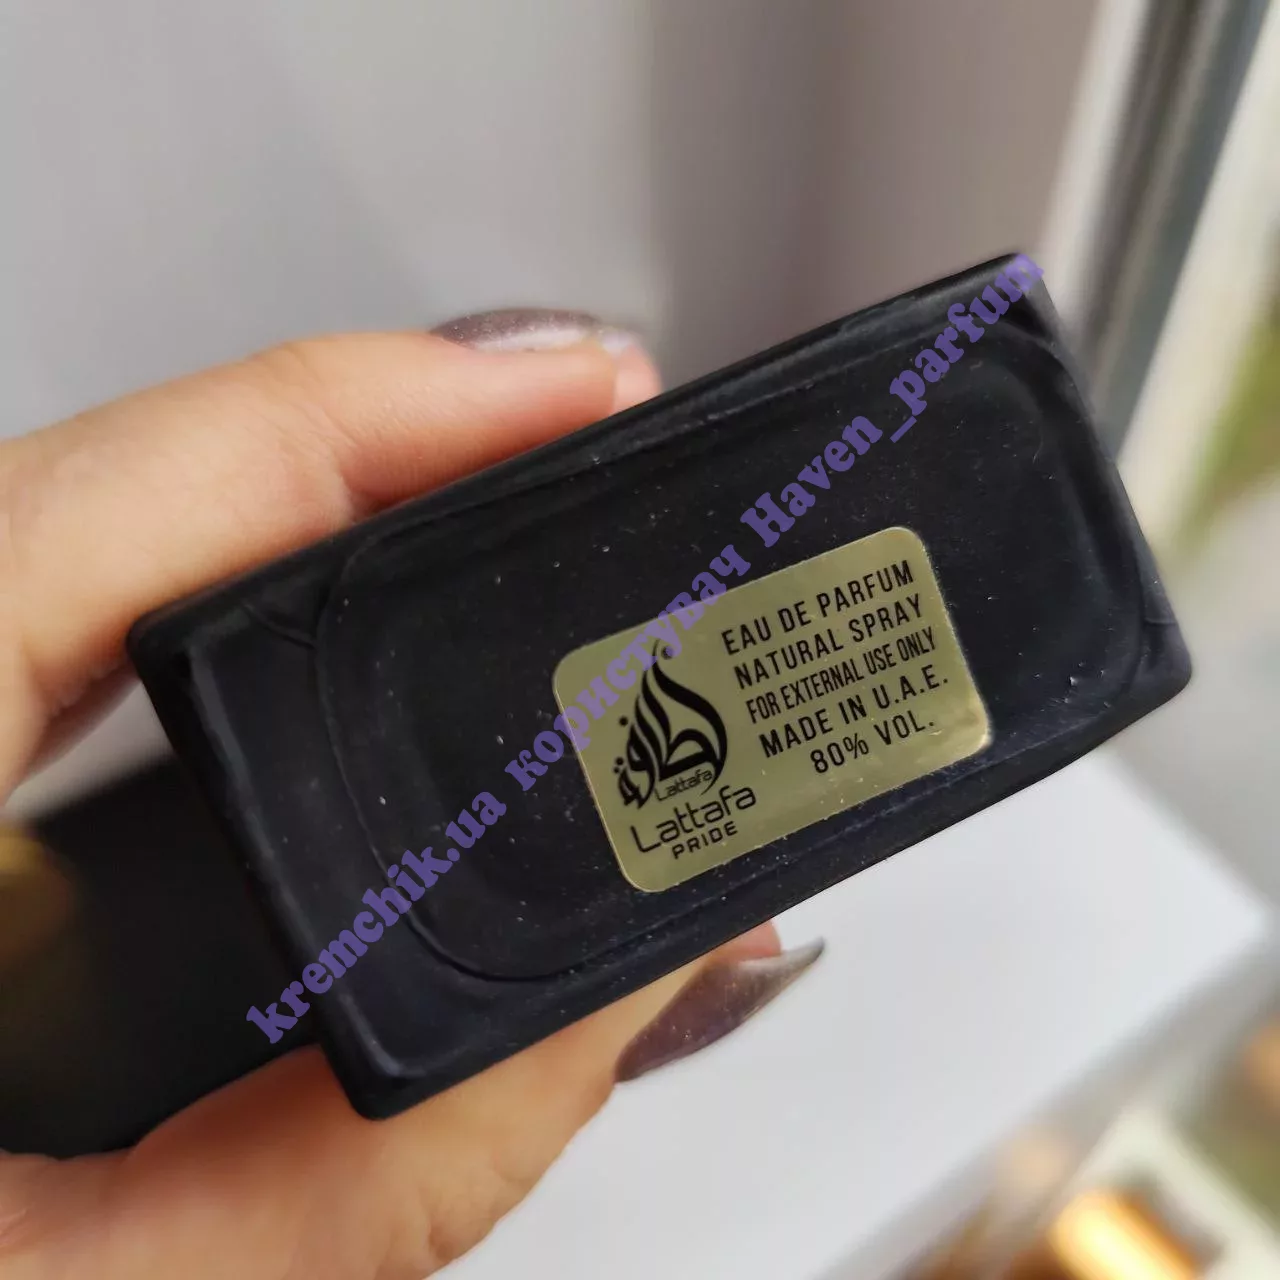 kremchik.ua користувач Haven_parfum
EAU DE PARFUM
NATURAL SPRAY
FOR EXTERNAL USE ONLY
MADE IN U.A.E.
80% VOL.
لطافة
Lattafa
Lattafa
PRIDE